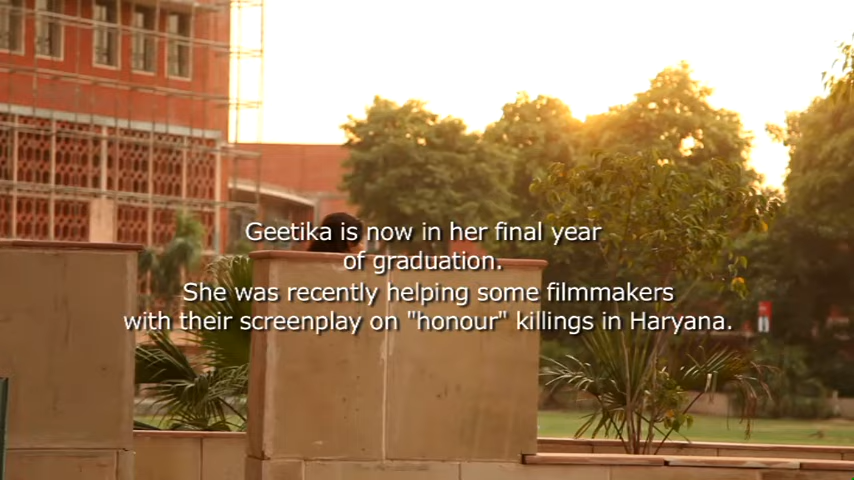 Geetika is now in her final year
of graduation.
She was recently helping some filmmakers
with their screenplay on "honour" killings in Haryana.